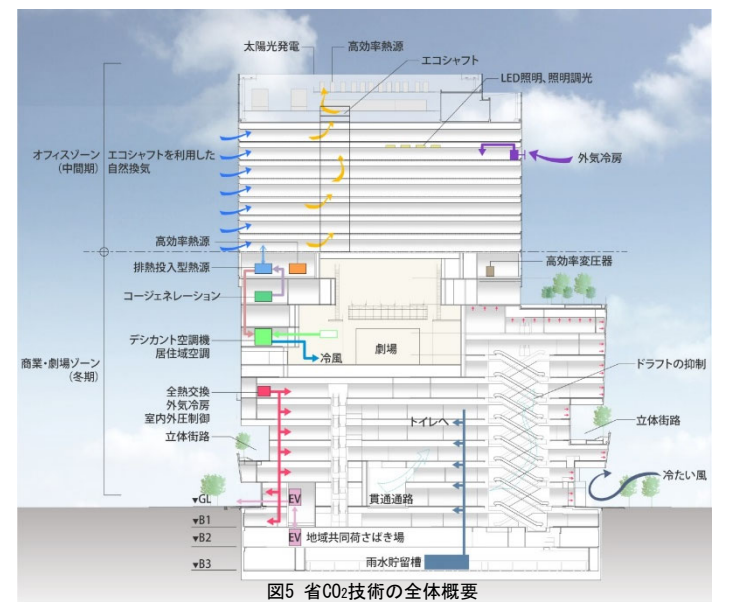 太陽光発電
高効率熱源
エコシャフト
LED照明、照明調光
オフィスゾーン
(中間期)
エコシャフトを利用した
自然換気
外気冷房
高効率熱源
排熱投入型熱源
高効率変圧器
コージェネレーション
デシカント空調機
居住域空調
冷風
劇場
商業・劇場ゾーン
(冬期)
ドラフトの抑制
全熱交換
外気冷房
室内外圧制御
立体街路
トイレへ
立体街路
冷たい風
貫通通路
▼GL
EV
▼B1
▼B2
EV
地域共同荷さばき場
▼B3
雨水貯留槽
図5 省CO2技術の全体概要